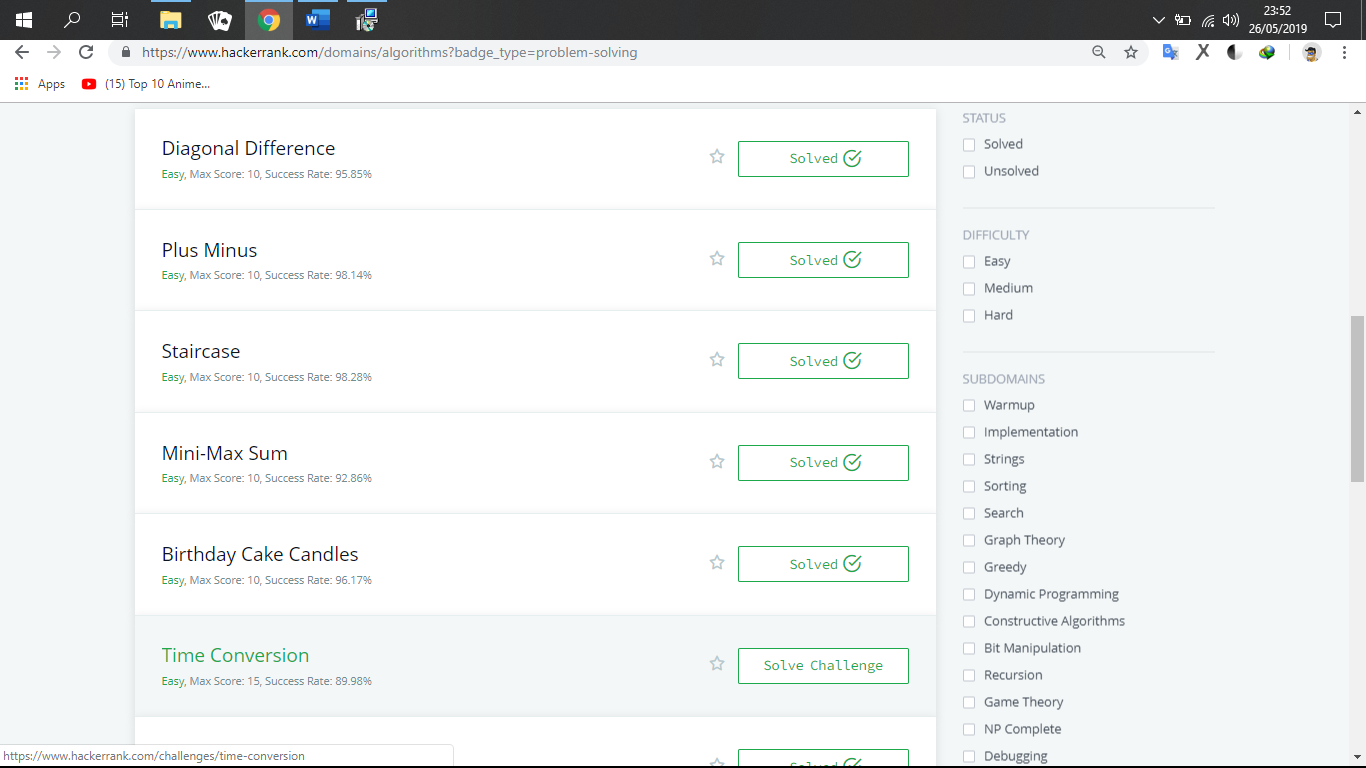 23:52
26/05/2019
https://www.hackerrank.com/domains/algorithms?badge_type=problem-solving
Apps
(15) Top 10 Anime...
Diagonal Difference
Easy, Max Score: 10, Success Rate: 95.85%
Solved
Plus Minus
Easy, Max Score: 10, Success Rate: 98.14%
Solved
Staircase
Easy, Max Score: 10, Success Rate: 98.28%
Solved
Mini-Max Sum
Easy, Max Score: 10, Success Rate: 92.86%
Solved
Birthday Cake Candles
Easy, Max Score: 10, Success Rate: 96.17%
Solved
Time Conversion
Easy, Max Score: 15, Success Rate: 89.98%
Solve Challenge
Solved
STATUS
Solved
Unsolved
DIFFICULTY
Easy
Medium
Hard
SUBDOMAINS
Warmup
Implementation
Strings
Sorting
Search
Graph Theory
Greedy
Dynamic Programming
Constructive Algorithms
Bit Manipulation
Recursion
Game Theory
NP Complete
Debugging
https://www.hackerrank.com/challenges/time-conversion